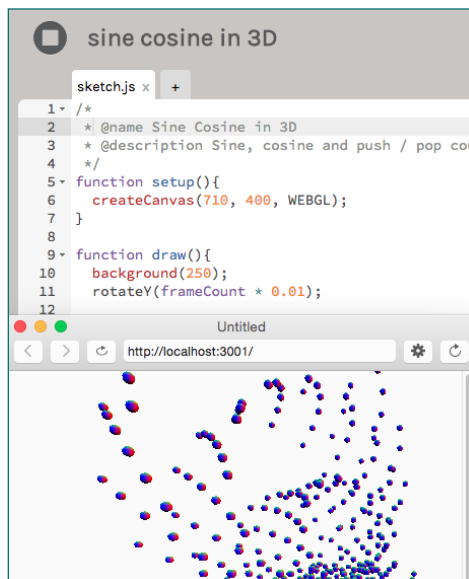 sine cosine in 3D
sketch.js x +
1 /*
2 * @name Sine Cosine in 3D
3 * @description Sine, cosine and push / pop cou
4 */
5 function setup(){
6 createCanvas(710, 400, WEBGL);
7 }
8
9 function draw(){
10 background(250);
11 rotateY(frameCount * 0.01);
12
Untitled
http://localhost:3001/